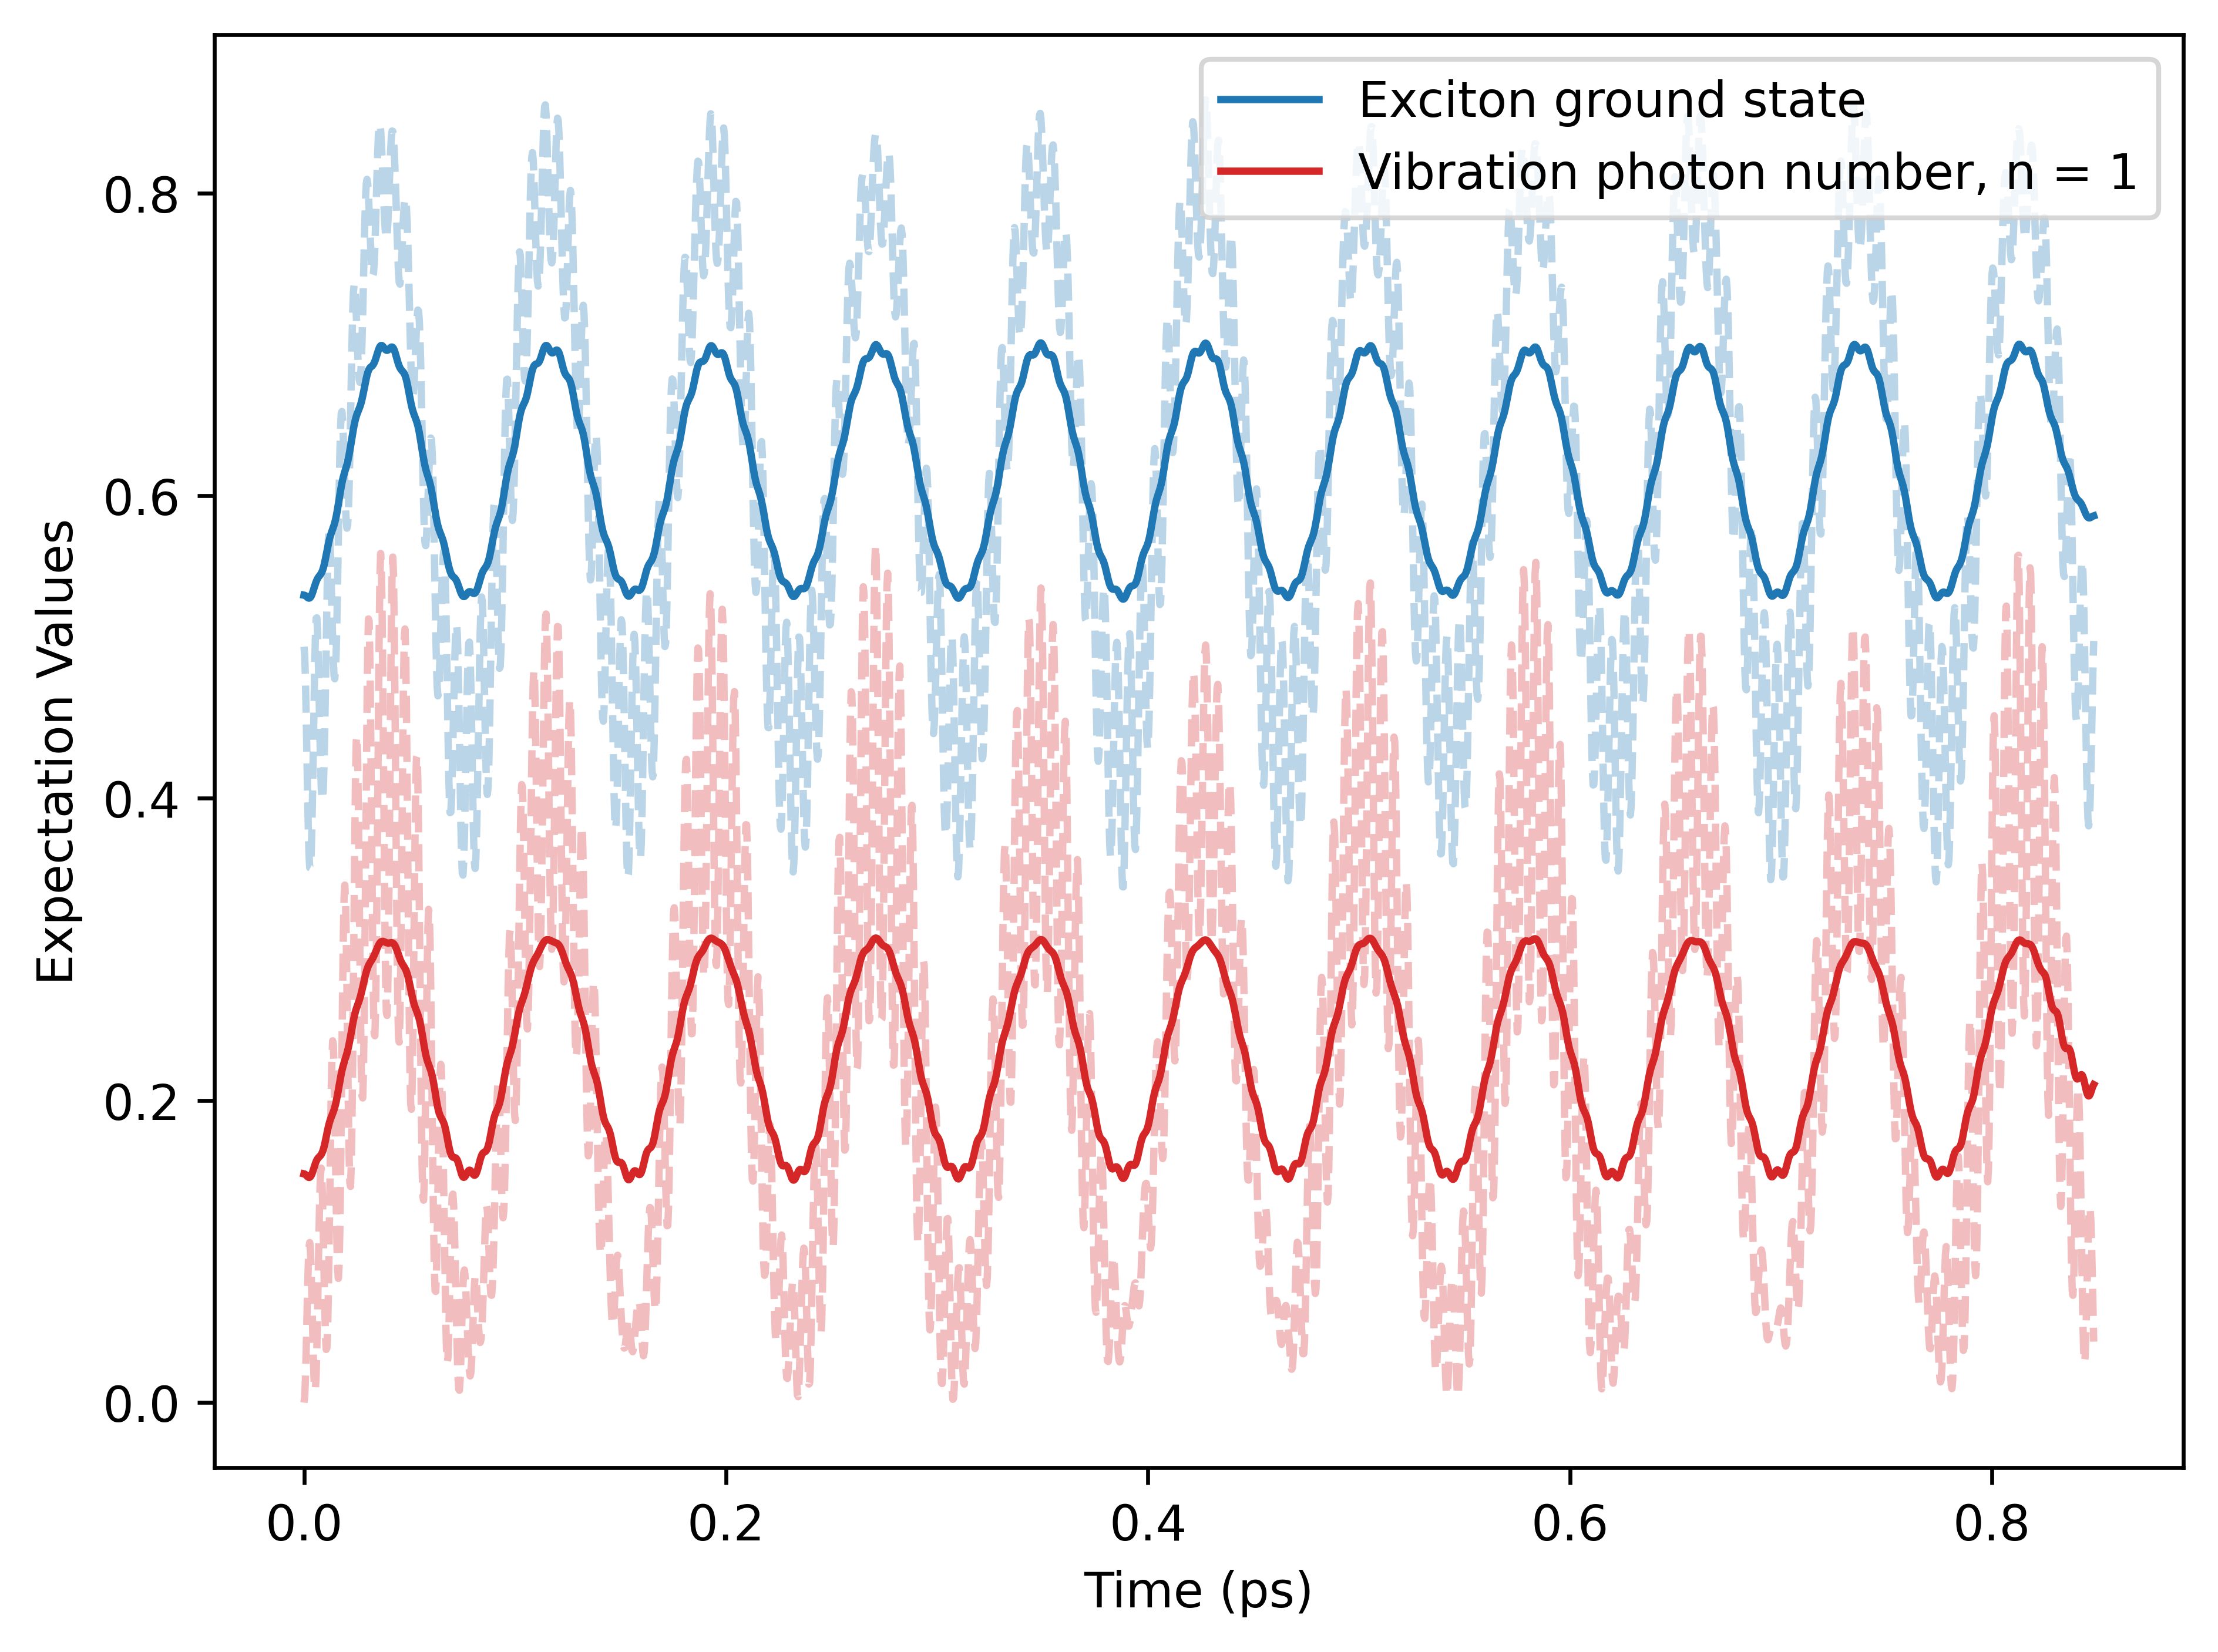 Exciton ground state
Vibration photon number, n = 1
Expectation Values
0.8
0.6
0.4
0.2
0.0
0.0 0.2 0.4 0.6 0.8
Time (ps)